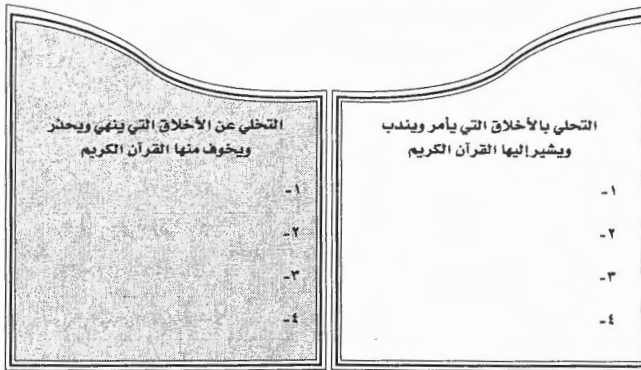 التحلي بالأخلاق التي يأمر ويندب
ويشير إليها القرآن الكريم
١-
٢-
٣-
٤-
التخلي عن الأخلاق التي ينهي ويحذر
ويخوف منها القرآن الكريم
١-
٢-
٣-
٤-